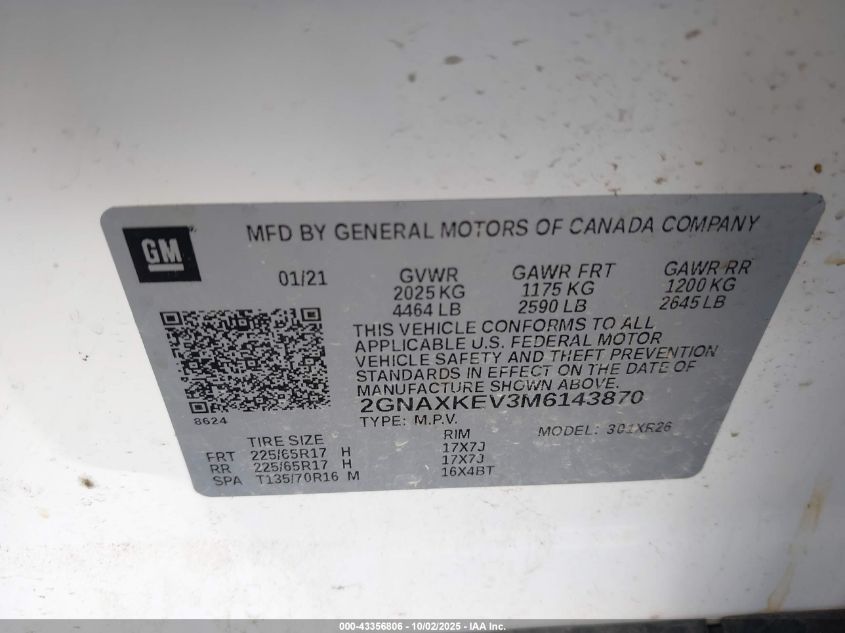 GM
MFD BY GENERAL MOTORS OF CANADA COMPANY
01/21
GVWR
2025 KG
4464 LB
GAWR FRT
1175 KG
2590 LB
GAWR RR
1200 KG
2645 LB
THIS VEHICLE CONFORMS TO ALL
APPLICABLE U.S. FEDERAL MOTOR
VEHICLE SAFETY AND THEFT PREVENTION
STANDARDS IN EFFECT ON THE DATE OF
MANUFACTURE SHOWN ABOVE.
2GNAXKEV3M6143870
TYPE: M.P.V.
MODEL: 301XR26
8624
TIRE SIZE
RIM
FRT 225/65R17 H 17X7J
RR 225/65R17 H 17X7J
SPA T135/70R16 M 16X4BT
000-43356806 - 10/02/2025 - IAA Inc.